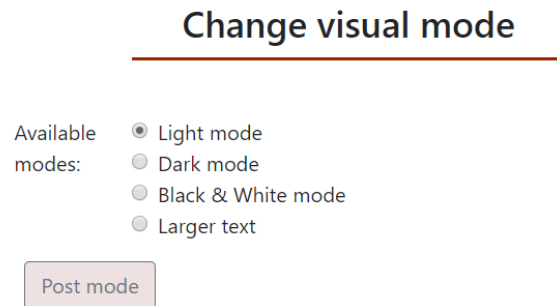 Change visual mode
Available modes:
Light mode
Dark mode
Black & White mode
Larger text
Post mode